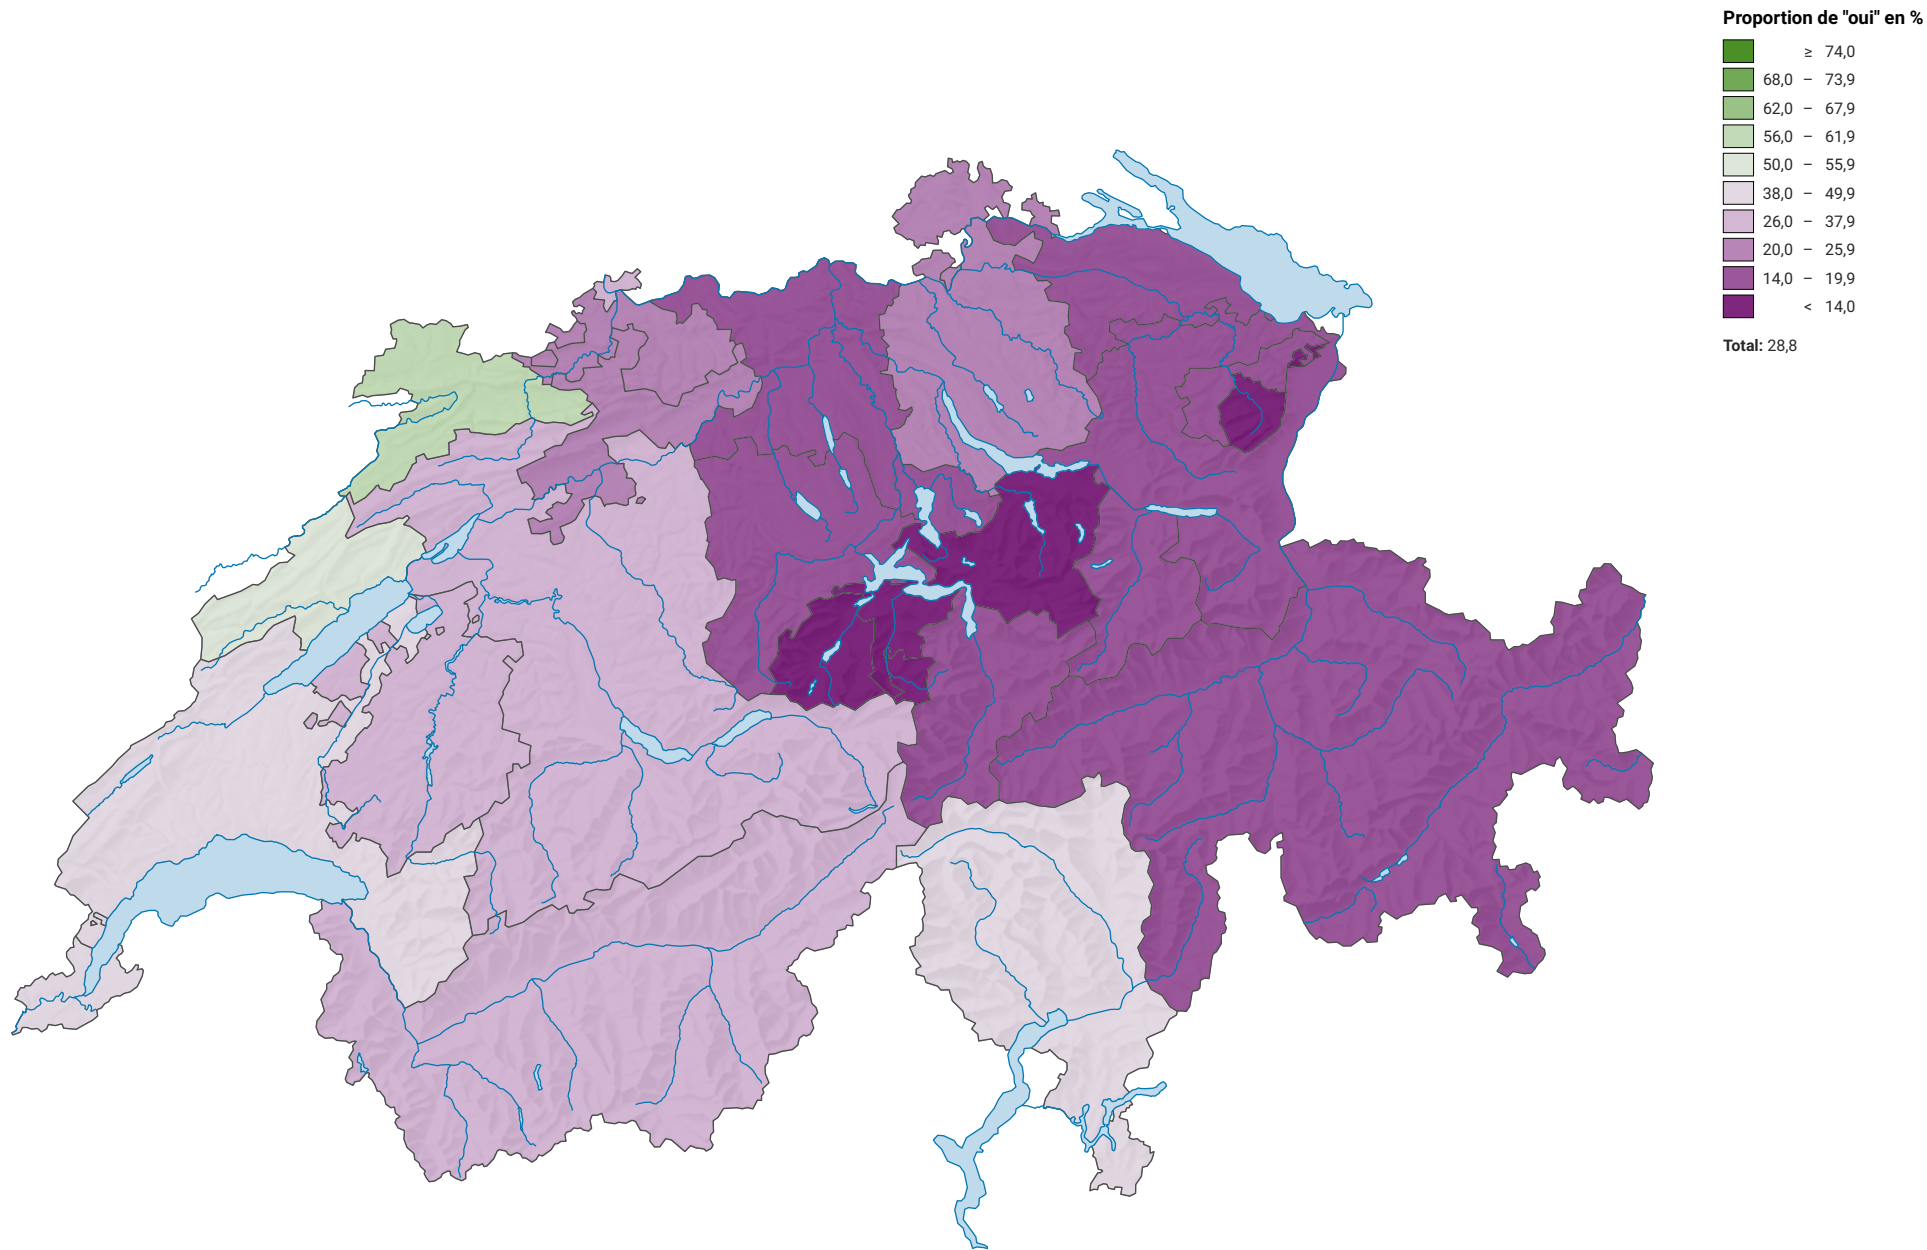 Proportion de "oui" en %
≥ 74,0
68,0 – 73,9
62,0 – 67,9
56,0 – 61,9
50,0 – 55,9
38,0 – 49,9
26,0 – 37,9
20,0 – 25,9
14,0 – 19,9
< 14,0
Total: 28,8